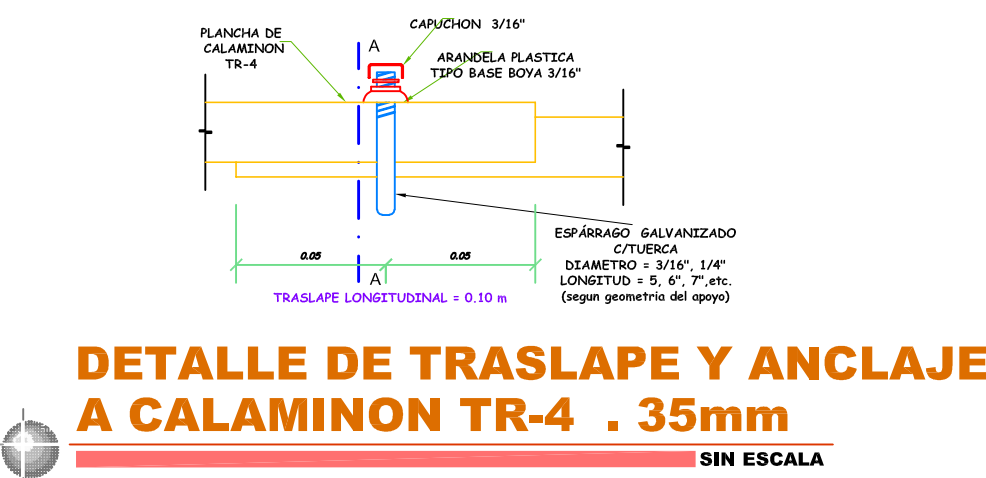 CAPUCHON 3/16"
PLANCHA DE
CALAMINON
TR-4
A
ARANDELA PLASTICA
TIPO BASE BOYA 3/16"
ESPÁRRAGO GALVANIZADO
C/TUERCA
DIAMETRO = 3/16", 1/4"
LONGITUD = 5, 6", 7",etc.
(segun geometria del apoyo)
0.05
0.05
A
TRASLAPE LONGITUDINAL = 0.10 m
DETALLE DE TRASLAPE Y ANCLAJE
A CALAMINON TR-4 . 35mm
SIN ESCALA